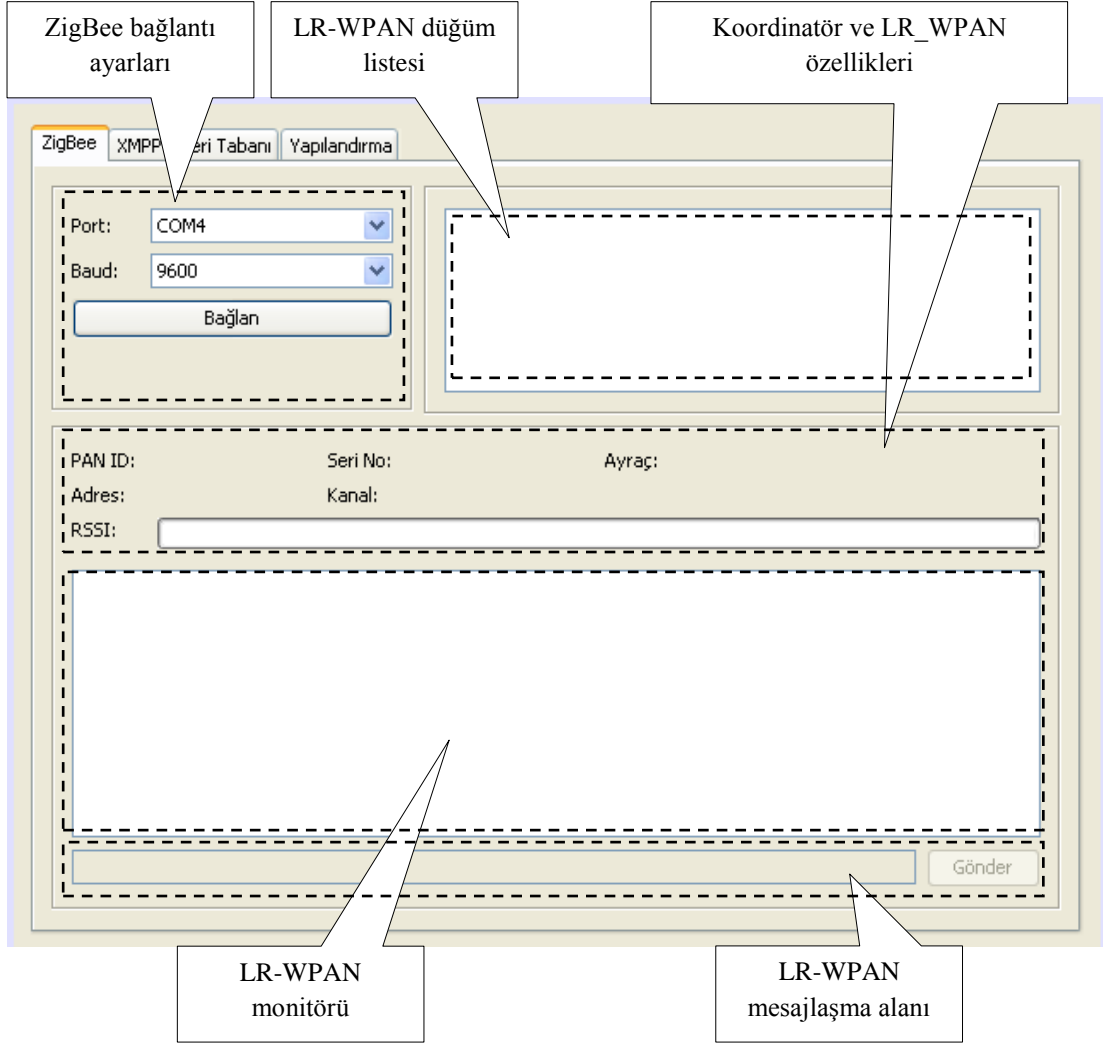 ZigBee bağlantı
ayarları
LR-WPAN düğüm
listesi
Koordinatör ve LR_WPAN
özellikleri
ZigBee
Yapılandırma
Port:
COM4
Baud:
9600
Bağlan
PAN ID:
Seri No:
Ayraç:
Adres:
Kanal:
RSSI:
Gönder
LR-WPAN
monitörü
LR-WPAN
mesajlaşma alanı